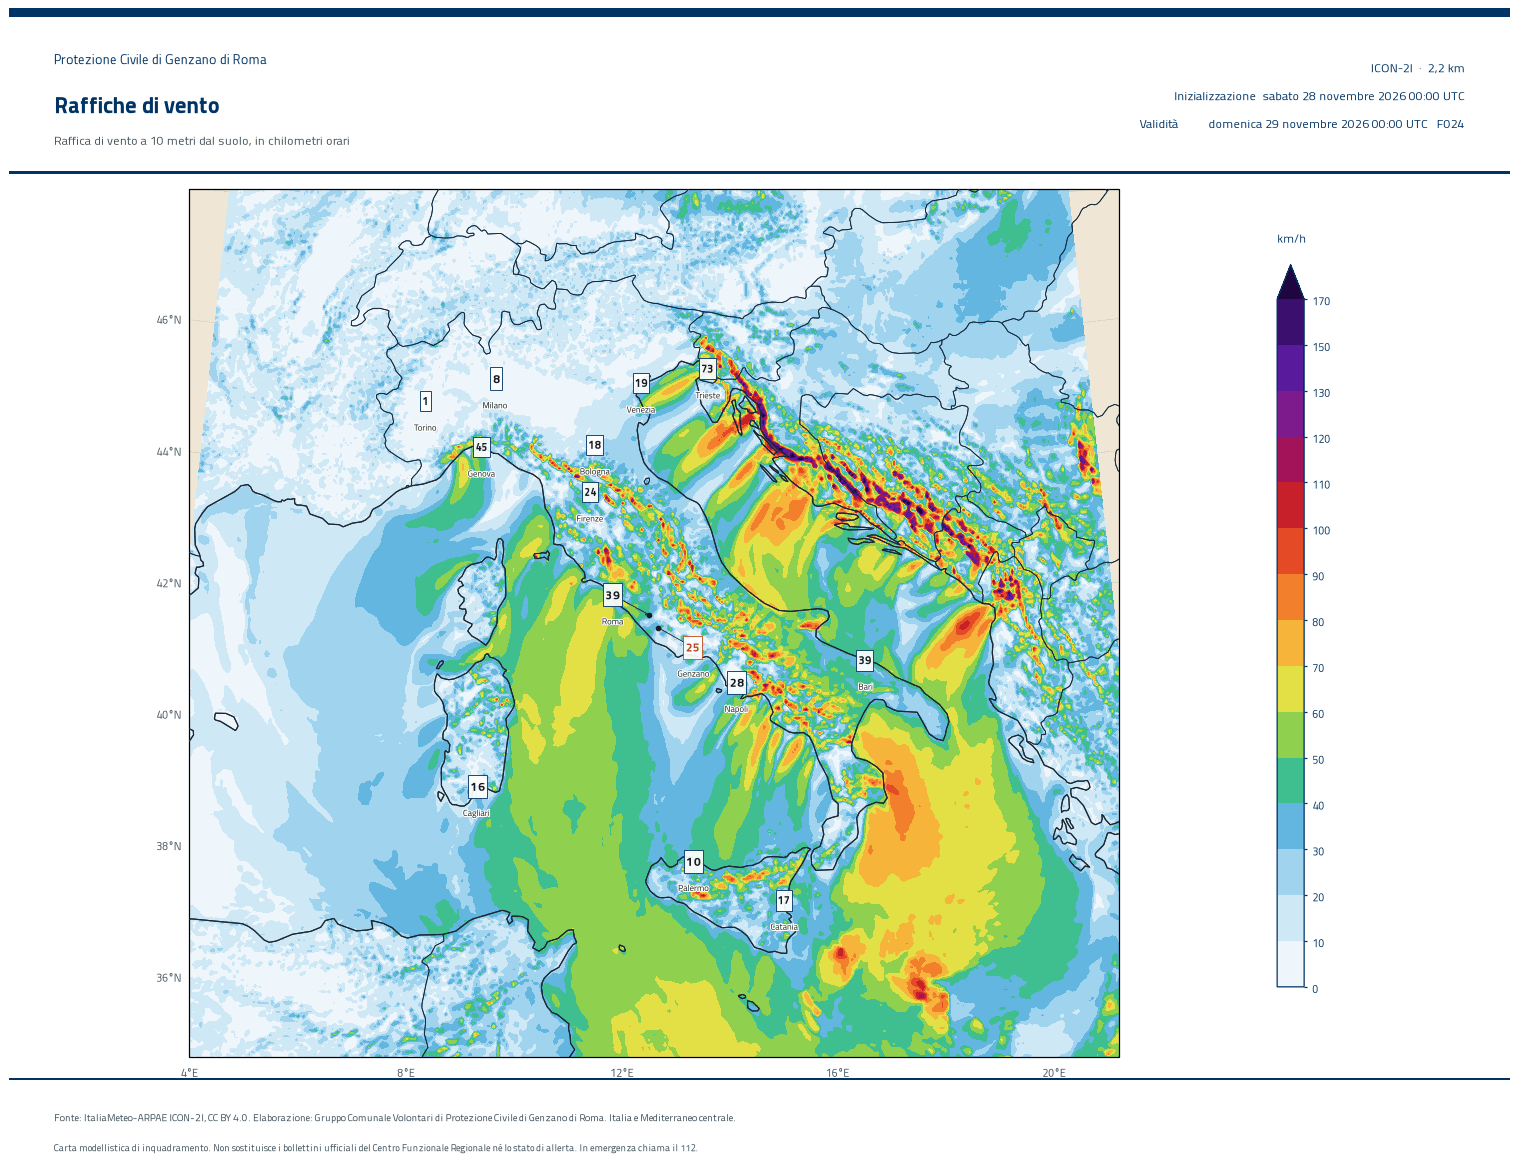 Protezione Civile di Genzano di Roma
Raffiche di vento
Raffica di vento a 10 metri dal suolo, in chilometri orari
ICON-2I · 2,2 km
Inizializzazione sabato 28 novembre 2026 00:00 UTC
Validità domenica 29 novembre 2026 00:00 UTC F024
km/h
170
150
130
120
110
100
90
80
70
60
50
40
30
20
10
0
46°N
44°N
42°N
40°N
38°N
36°N
4°E
8°E
12°E
16°E
20°E
73
Trieste
19
Venezia
8
Milano
1
Torino
45
Genova
18
Bologna
24
Firenze
39
Roma
25
Genzano
28
Napoli
39
Bari
16
Cagliari
10
Palermo
17
Catania
Fonte: ItaliaMeteo-ARPAE ICON-2I, CC BY 4.0. Elaborazione: Gruppo Comunale Volontari di Protezione Civile di Genzano di Roma. Italia e Mediterraneo centrale.
Carta modellistica di inquadramento. Non sostituisce i bollettini ufficiali del Centro Funzionale Regionale né lo stato di allerta. In emergenza chiama il 112.